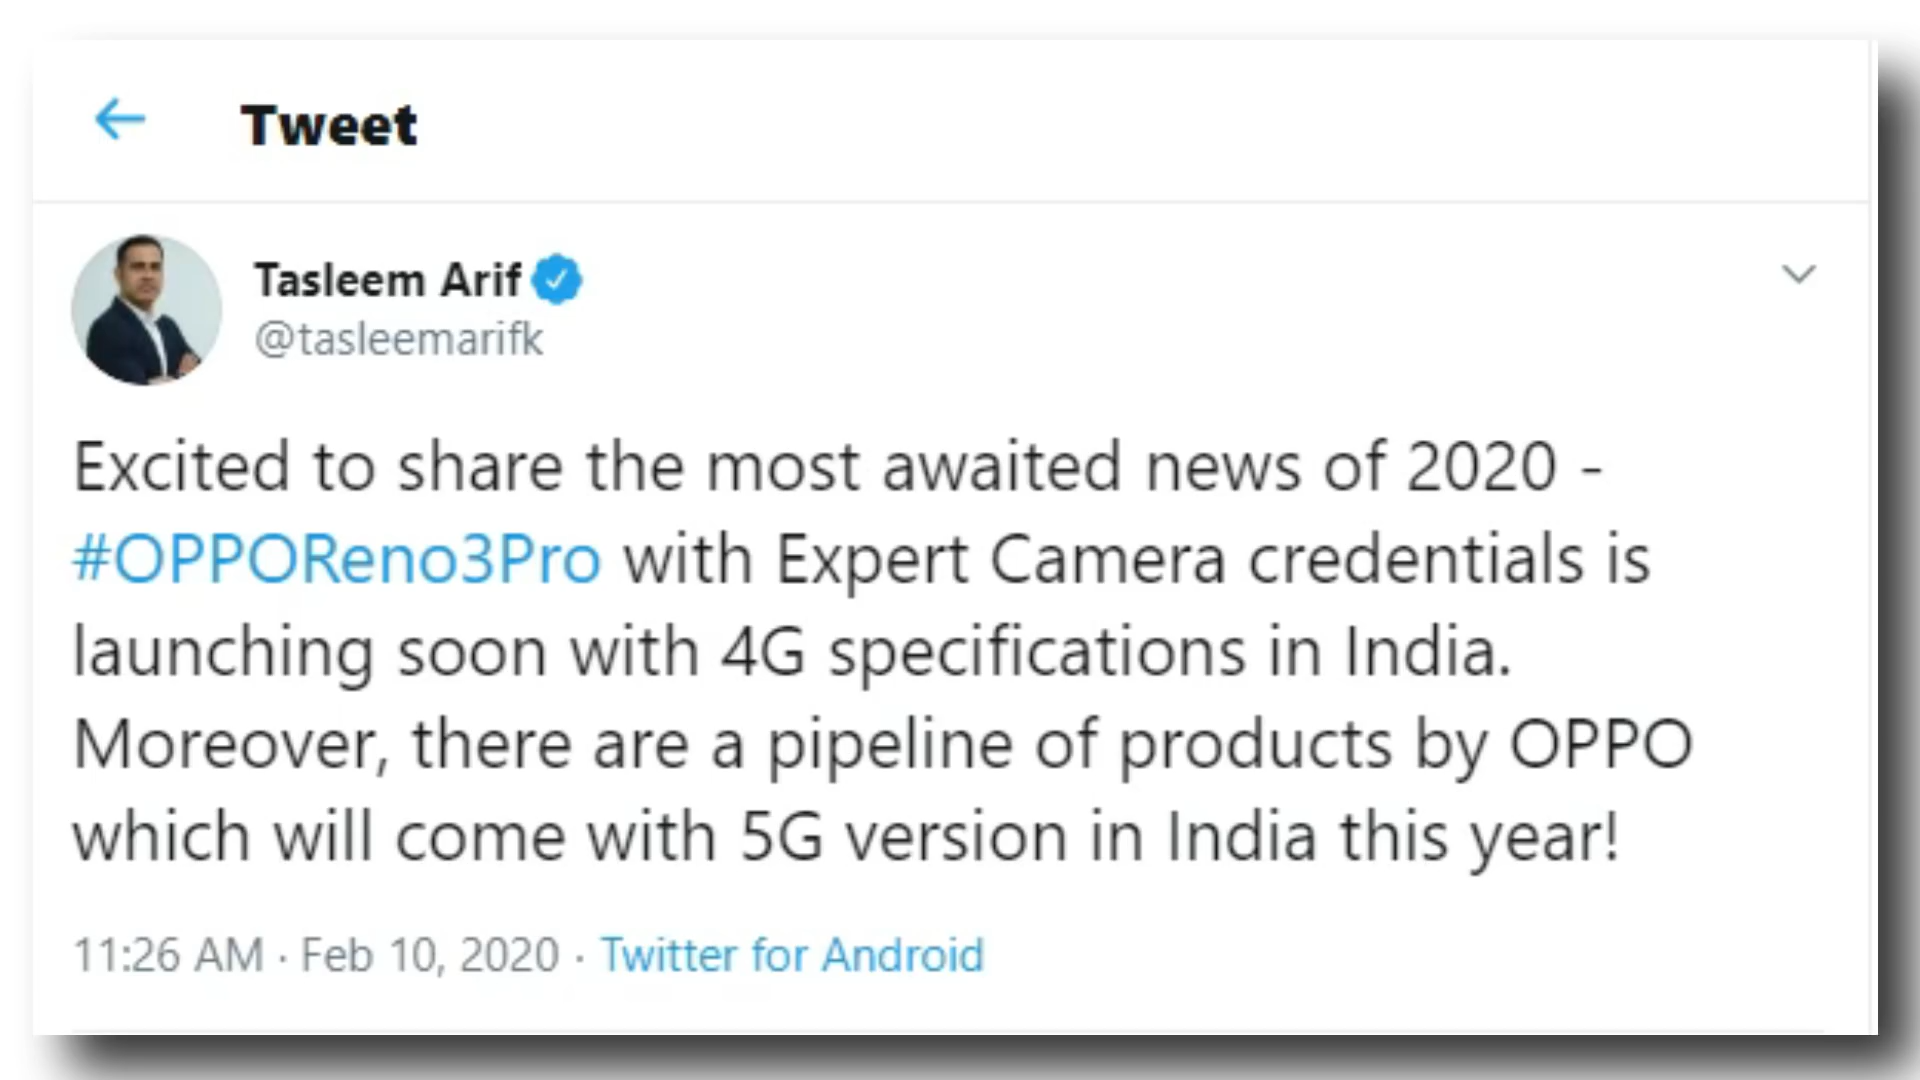 Tweet
Tasleem Arif
@tasleemarifk
Excited to share the most awaited news of 2020 -
#OPPOReno3Pro with Expert Camera credentials is
launching soon with 4G specifications in India.
Moreover, there are a pipeline of products by OPPO
which will come with 5G version in India this year!
11:26 AM · Feb 10, 2020 · Twitter for Android